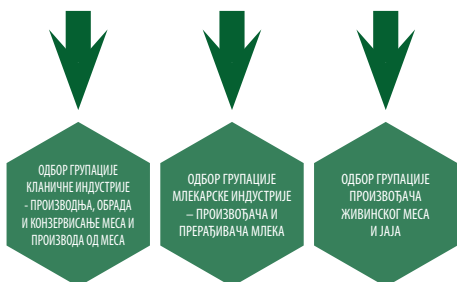 ОДБОР ГРУПАЦИЈЕ
КЛАНИЧНЕ ИНДУСТРИЈЕ
- ПРОИЗВОДЊА, ОБРАДА
И КОНЗЕРВИСАЊЕ МЕСА И
ПРОИЗВОДА ОД МЕСА
ОДБОР ГРУПАЦИЈЕ
МЛЕКАРСКЕ ИНДУСТРИЈЕ
– ПРОИЗВОЂАЧА И
ПРЕРАЂИВАЧА МЛЕКА
ОДБОР ГРУПАЦИЈЕ
ПРОИЗВОЂАЧА
ЖИВИНСКОГ МЕСА
И ЈАЈА